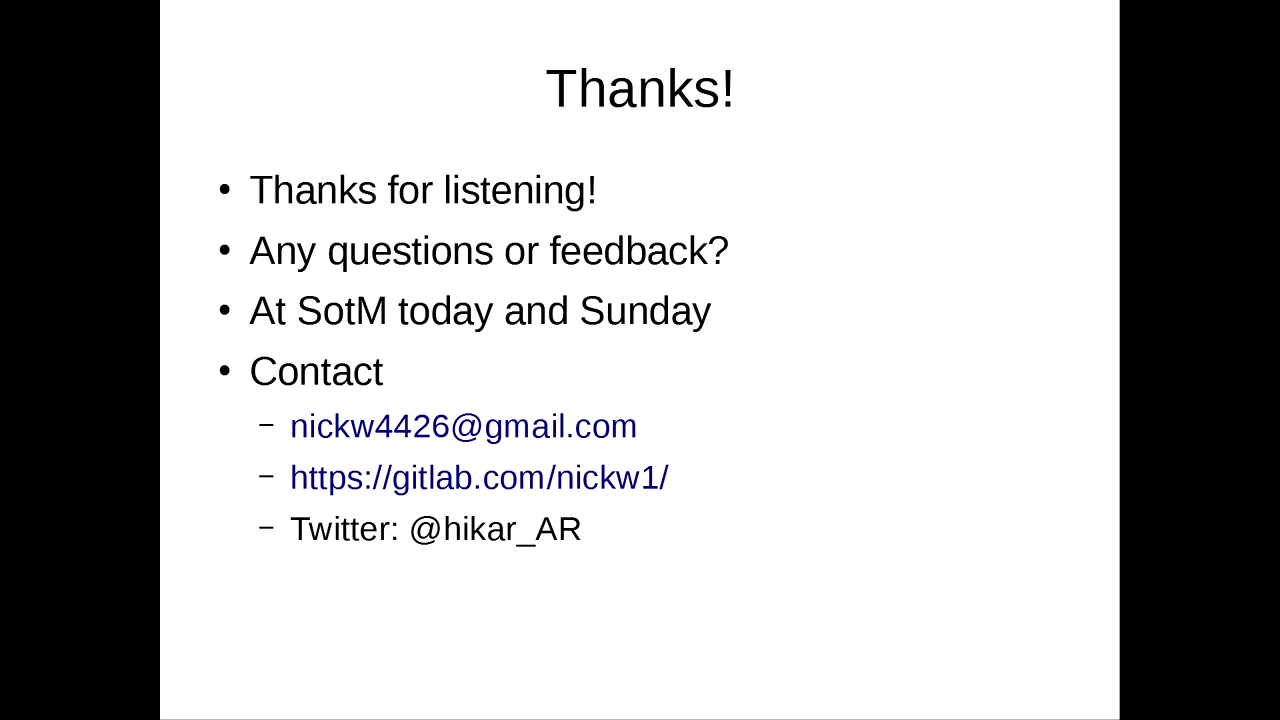 Thanks!
• Thanks for listening!
• Any questions or feedback?
• At SotM today and Sunday
• Contact
– nickw4426@gmail.com
– https://gitlab.com/nickw1/
– Twitter: @hikar_AR